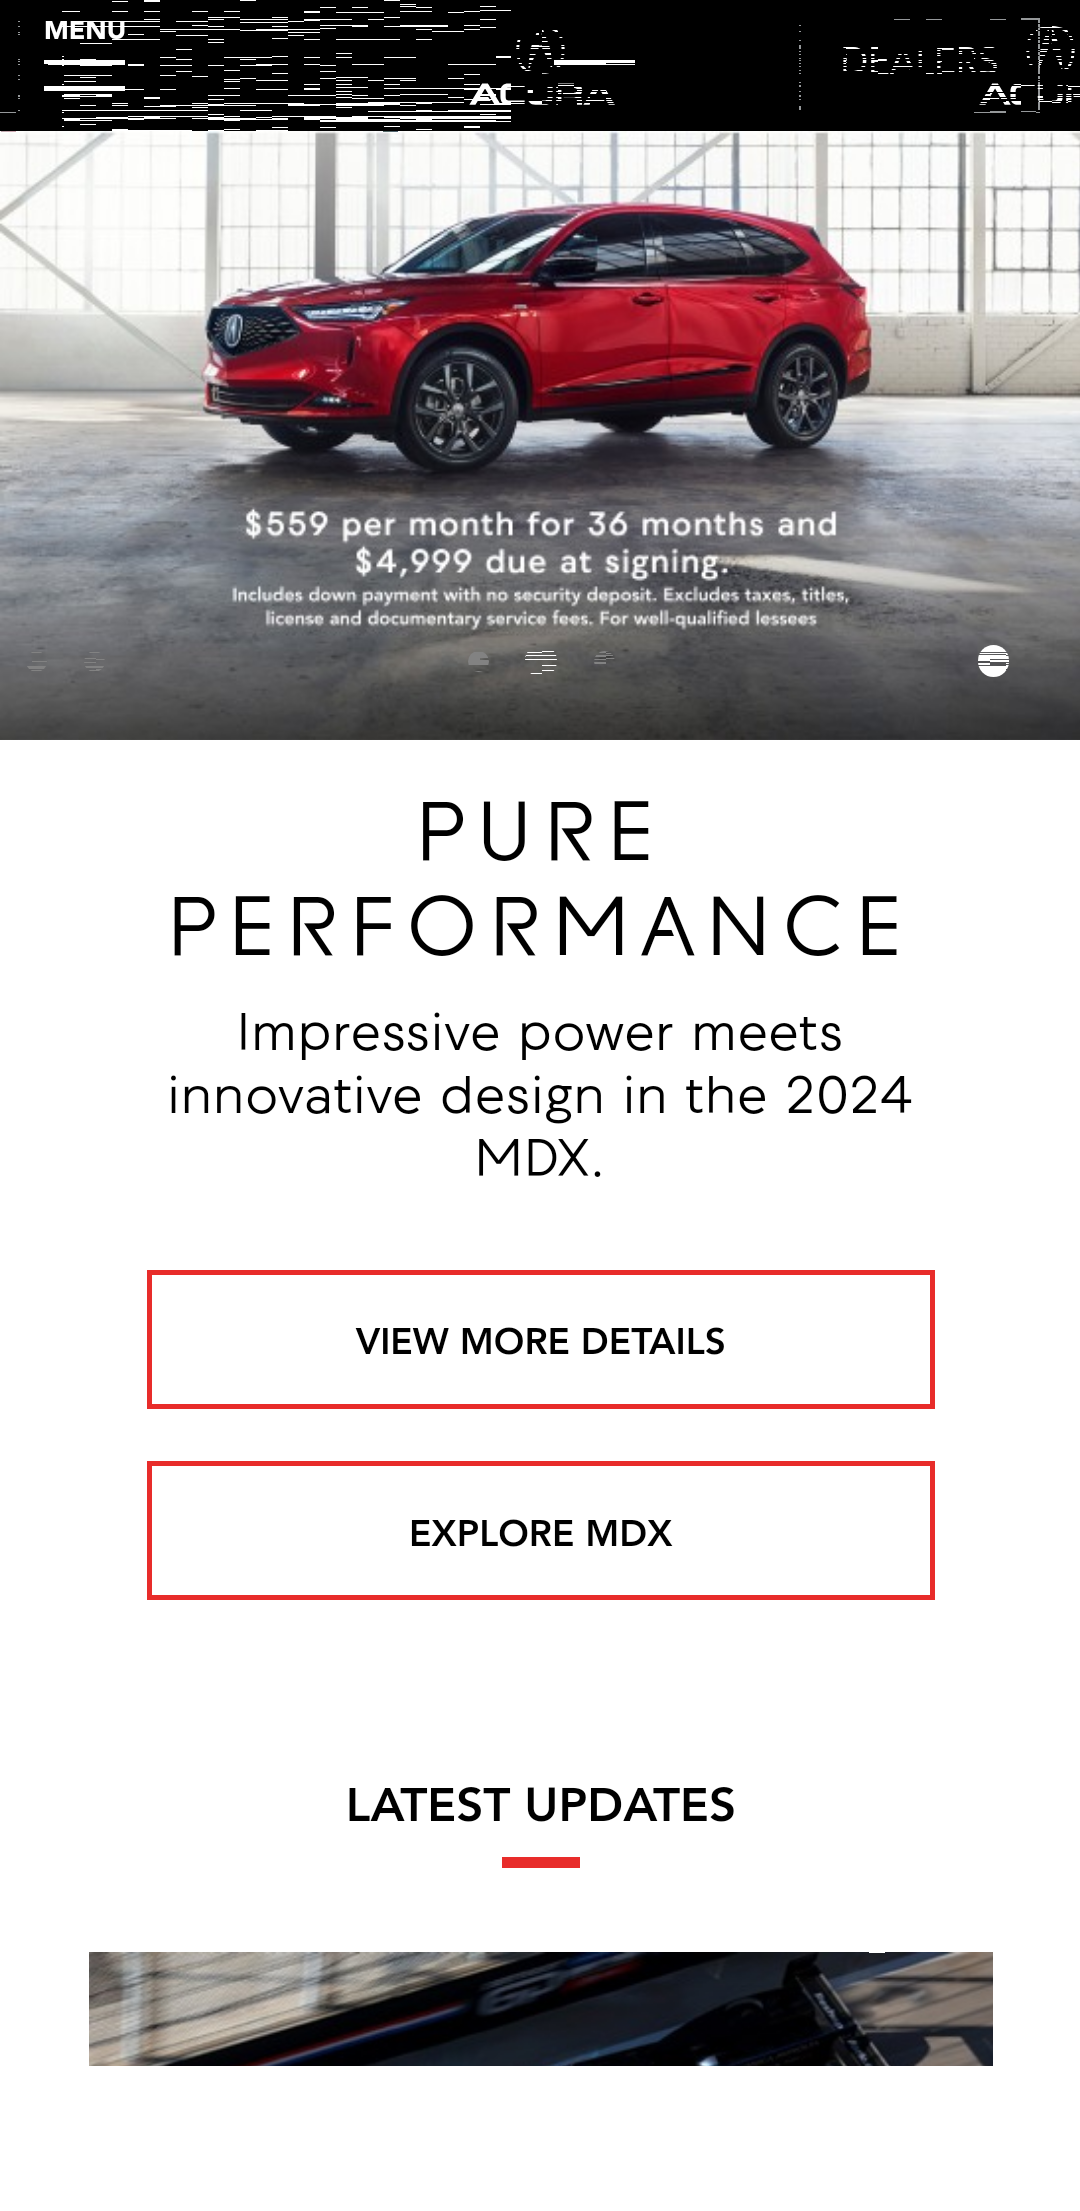 MENU
ACURA
DEALERS
$559 per month for 36 months and
$4,999 due at signing.
Includes down payment with no security deposit. Excludes taxes, titles,
license and documentary service fees. For well-qualified lessees
PURE
PERFORMANCE
Impressive power meets
innovative design in the 2024
MDX.
VIEW MORE DETAILS
EXPLORE MDX
LATEST UPDATES